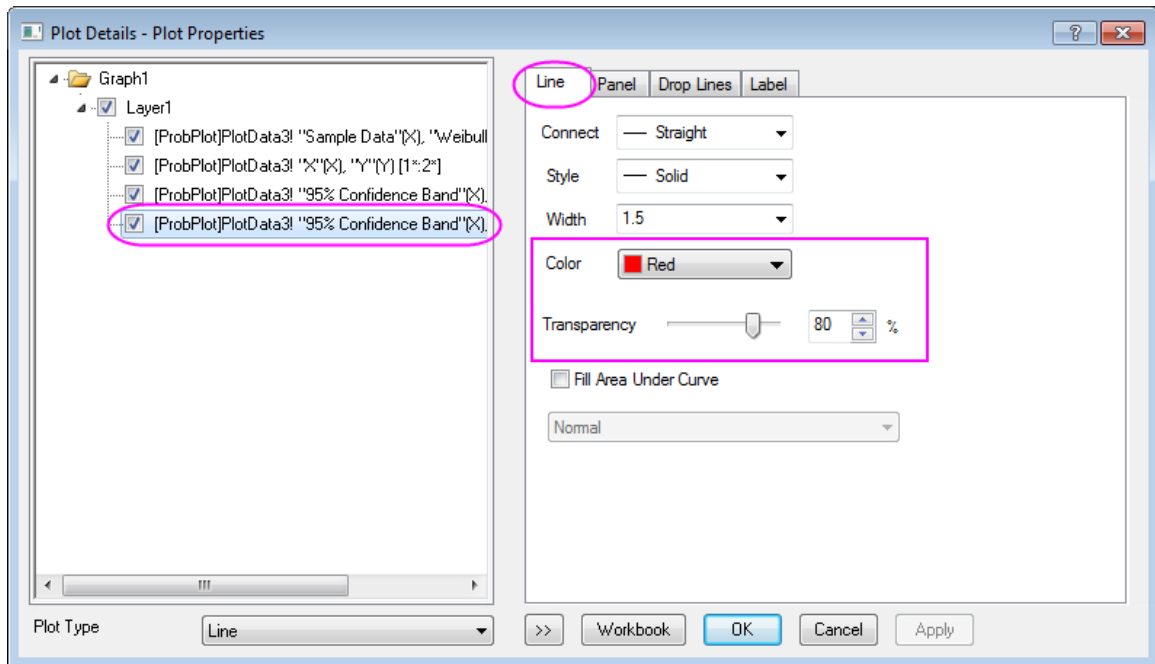 Plot Details - Plot Properties
Graph1
Layer1
[ProbPlot]PlotData3! "Sample Data"(X), "Weibull
[ProbPlot]PlotData3! "X"(X), "Y"(Y) [1*:2*]
[ProbPlot]PlotData3! "95% Confidence Band"(X),
[ProbPlot]PlotData3! "95% Confidence Band"(X),
Plot Type
Line
Line Panel Drop Lines Label
Connect Straight
Style Solid
Width 1.5
Color Red
Transparency 80 %
Fill Area Under Curve
Normal
>> Workbook OK Cancel Apply